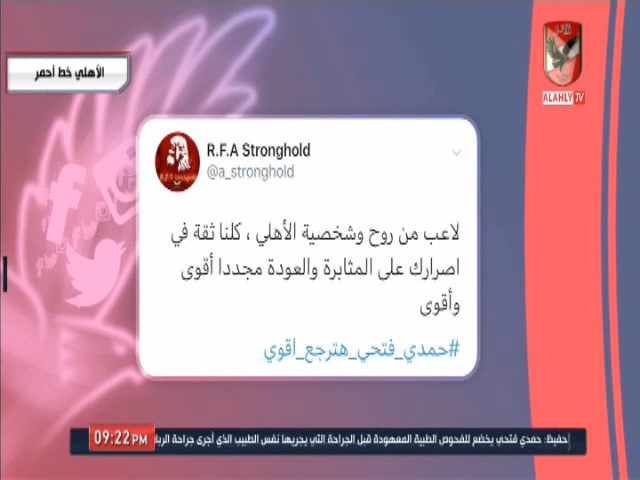 الأهلي خط أحمر
ALAHLY TV
R.F.A Stronghold
@a_stronghold
لاعب من روح وشخصية الأهلي ، كلنا ثقة في
اصرارك على المثابرة والعودة مجددا أقوى
وأقوى
#حمدي_فتحي_هترجع_اقوي
09:22 PM
حفيظ: حمدي فتحي يخضع للفحوص الطبية المعهودة قبل الجراحة التي يجريها نفس الطبيب الذي أجرى جراحة